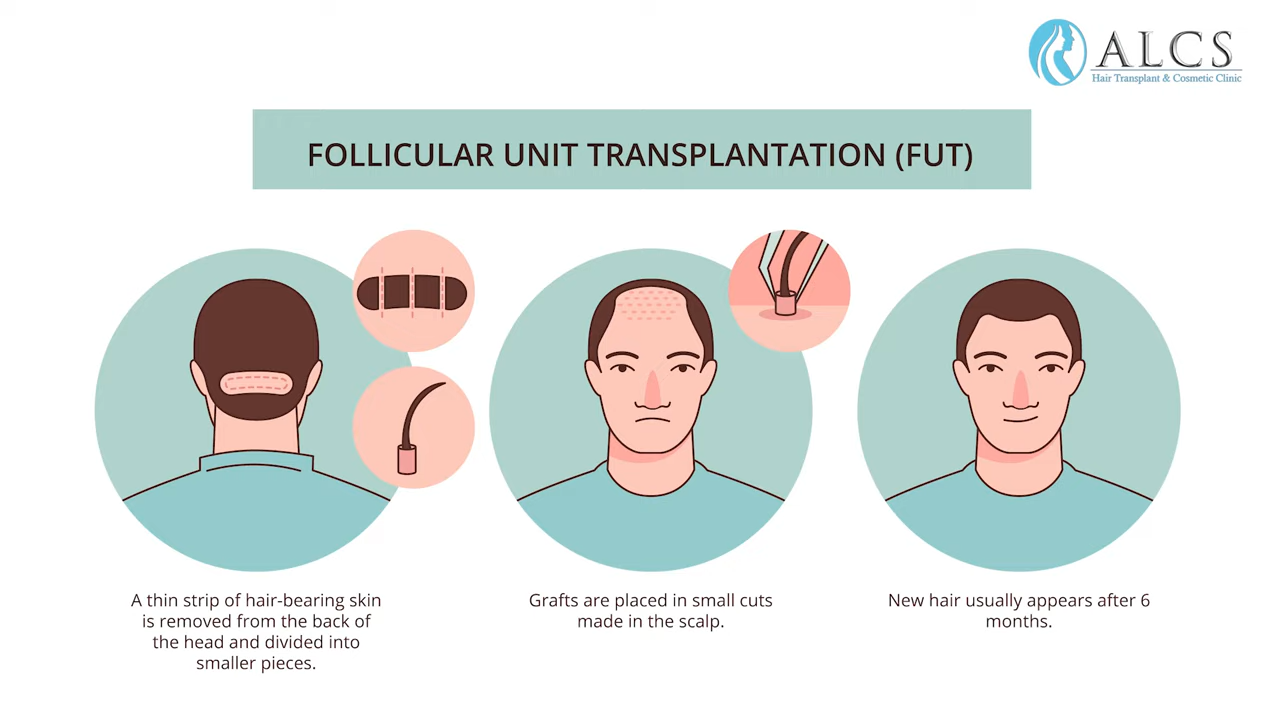 ALCS
Hair Transplant & Cosmetic Clinic
FOLLICULAR UNIT TRANSPLANTATION (FUT)
A thin strip of hair-bearing skin
is removed from the back of
the head and divided into
smaller pieces.
Grafts are placed in small cuts
made in the scalp.
New hair usually appears after 6
months.